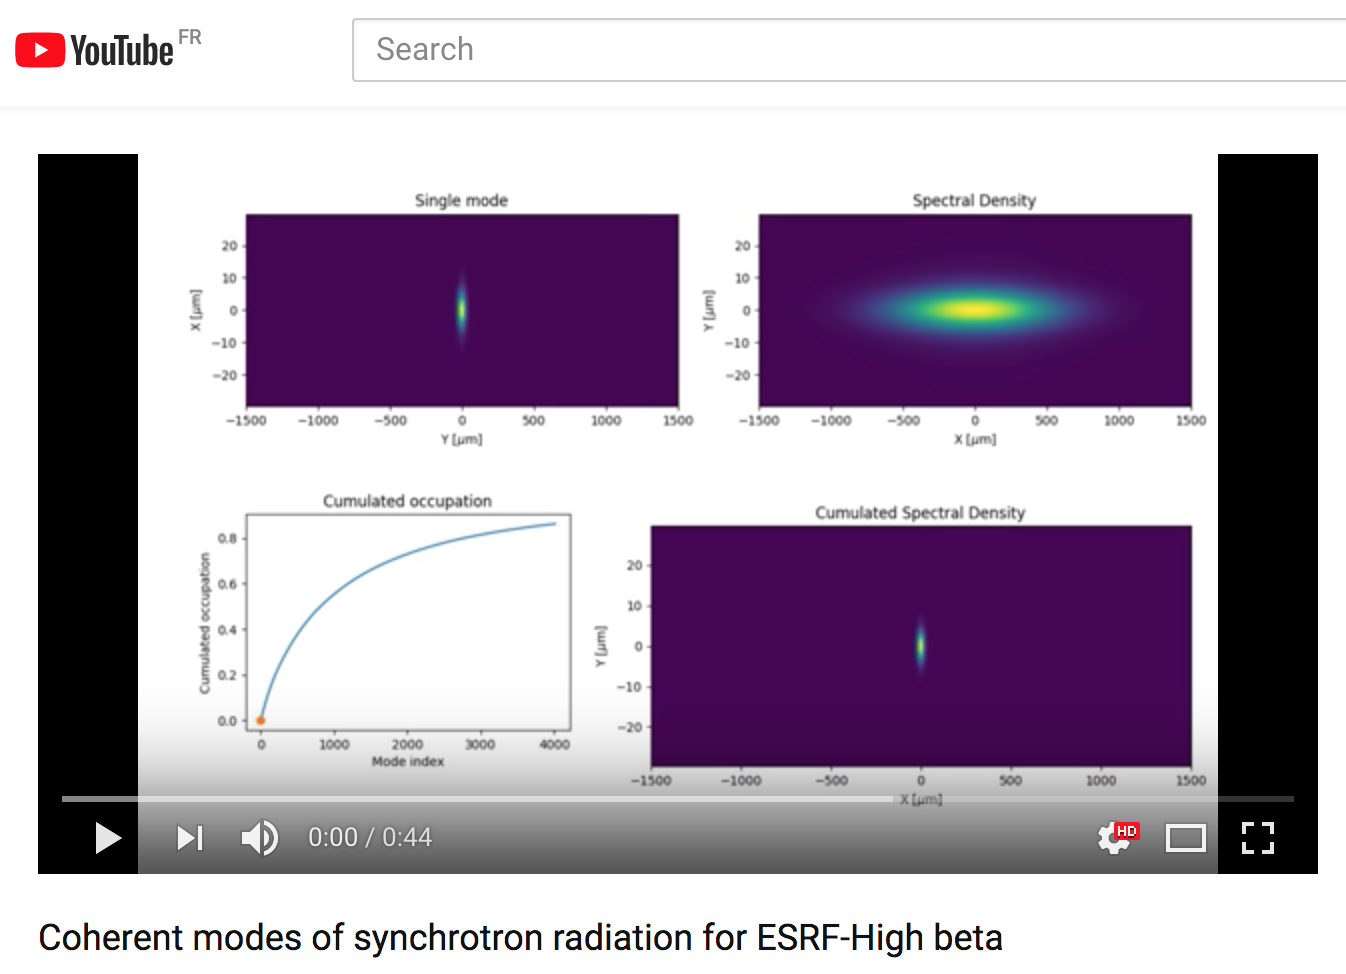 YouTube FR
Search
Single mode
20
10
0
−10
−20
X [μm]
−1500 −1000 −500 0 500 1000 1500
Y [μm]
Spectral Density
20
10
0
−10
−20
Y [μm]
−1500 −1000 −500 0 500 1000 1500
X [μm]
Cumulated occupation
0.8
0.6
0.4
0.2
0.0
Cumulated occupation
0 1000 2000 3000 4000
Mode index
Cumulated Spectral Density
20
10
0
−10
−20
Y [μm]
−1500 −1000 −500 0 500 1000 1500
X [μm]
0:00 / 0:44
HD
Coherent modes of synchrotron radiation for ESRF-High beta